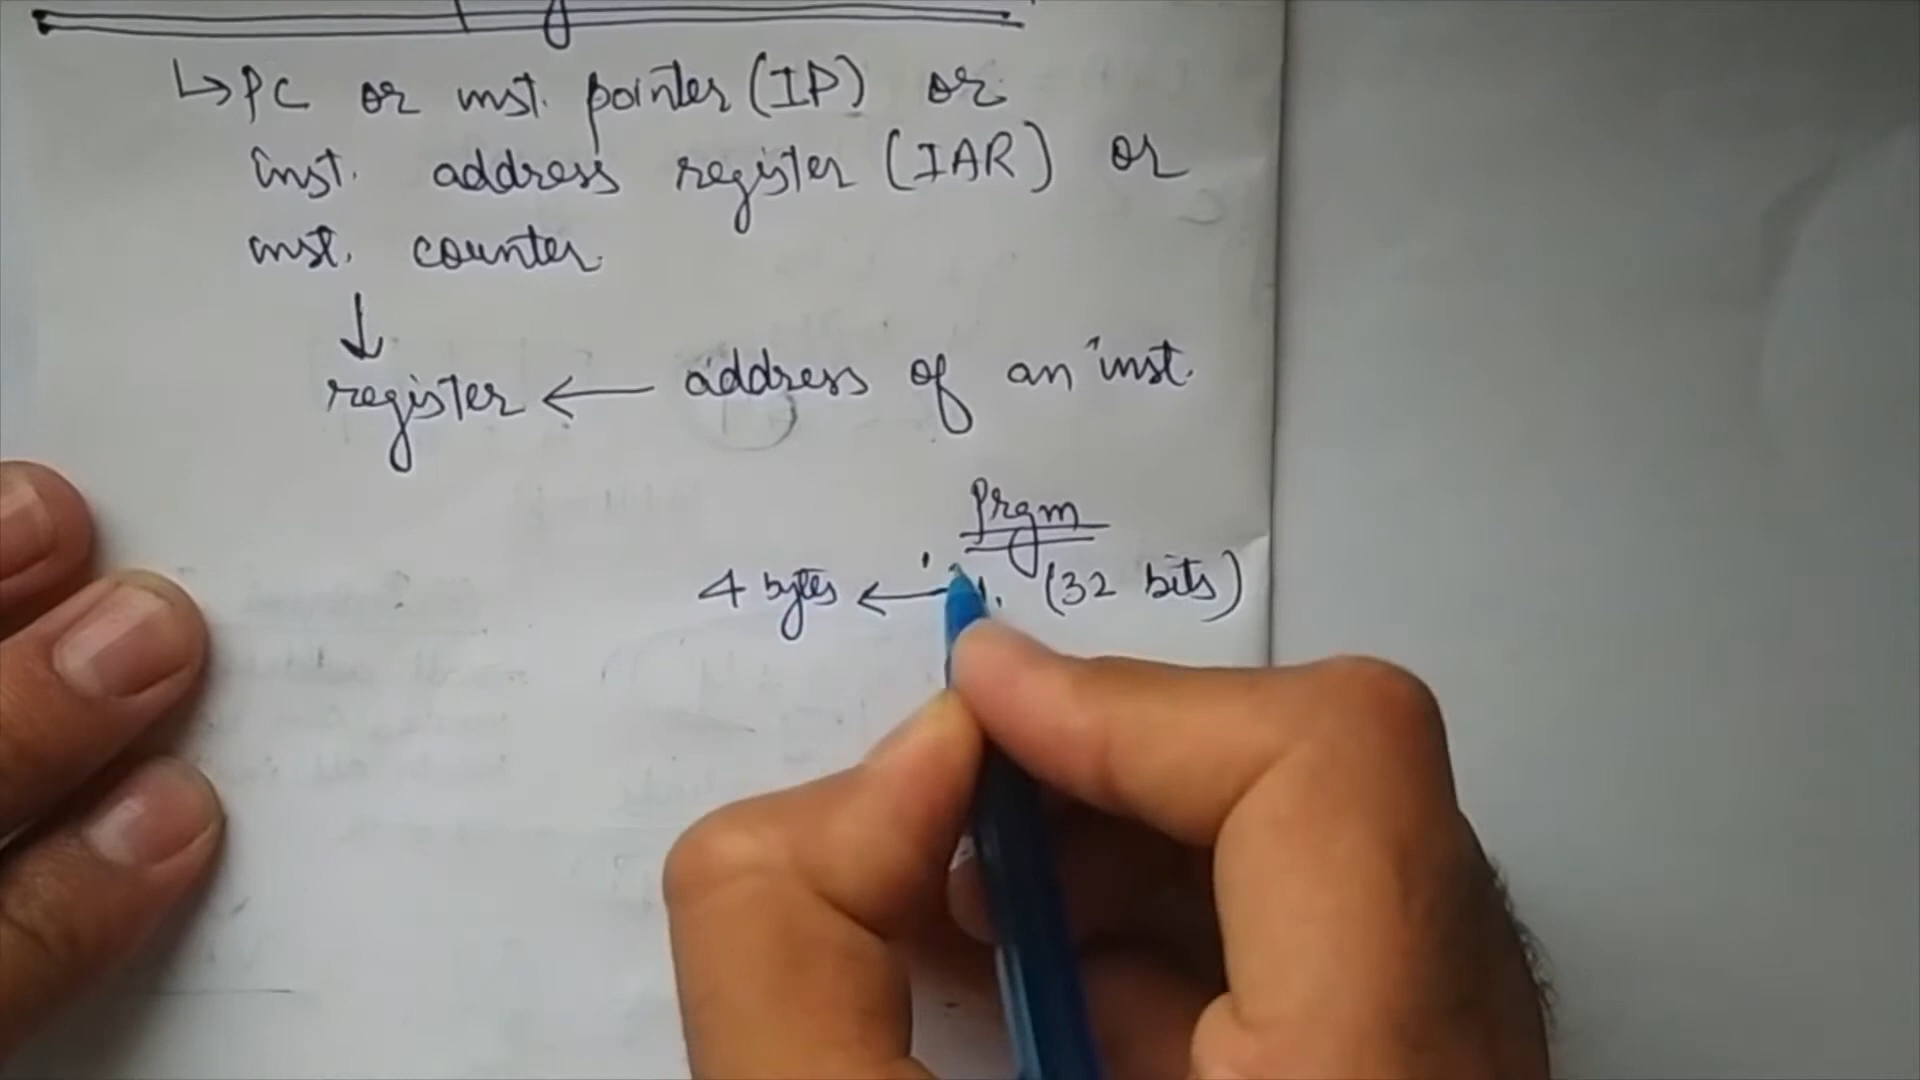 ↳ PC or inst. pointer (IP) or
inst. address register (IAR) or
inst. counter
↓
register ← address of an inst.
Prgm
4 bytes ← 1. (32 bits)